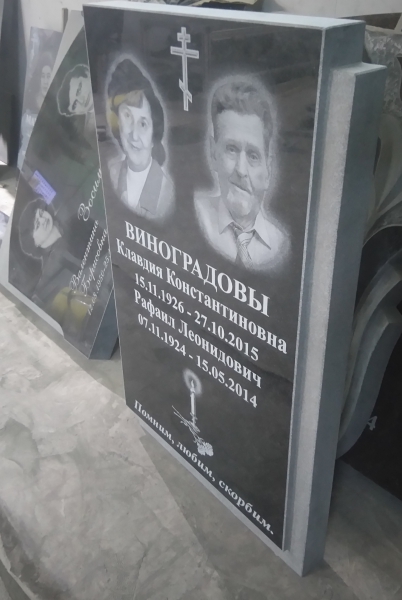 ВИНОГРАДОВЫ
Клавдия Константиновна
15.11.1926 - 27.10.2015
Рафаил Леонидович
07.11.1924 - 15.05.2014
Помним, любим, скорбим.